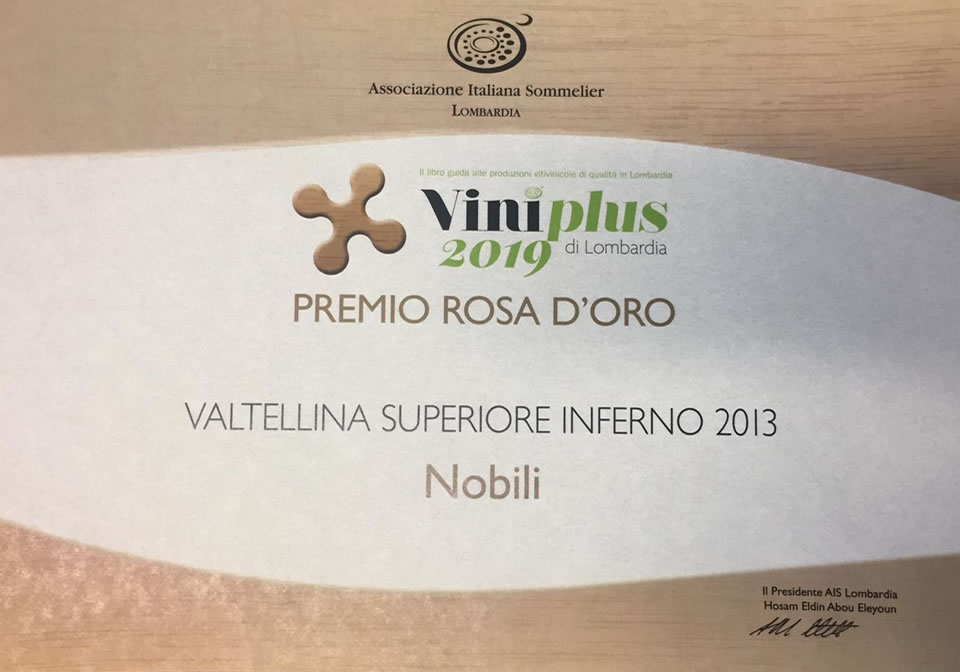 Associazione Italiana Sommelier
LOMBARDIA
Il libro guida alle produzioni vitivinicole di qualità in Lombardia
Viniplus
2019 di Lombardia
PREMIO ROSA D'ORO
VALTELLINA SUPERIORE INFERNO 2013
Nobili
Il Presidente AIS Lombardia
Hosam Eldin Abou Eleyoun